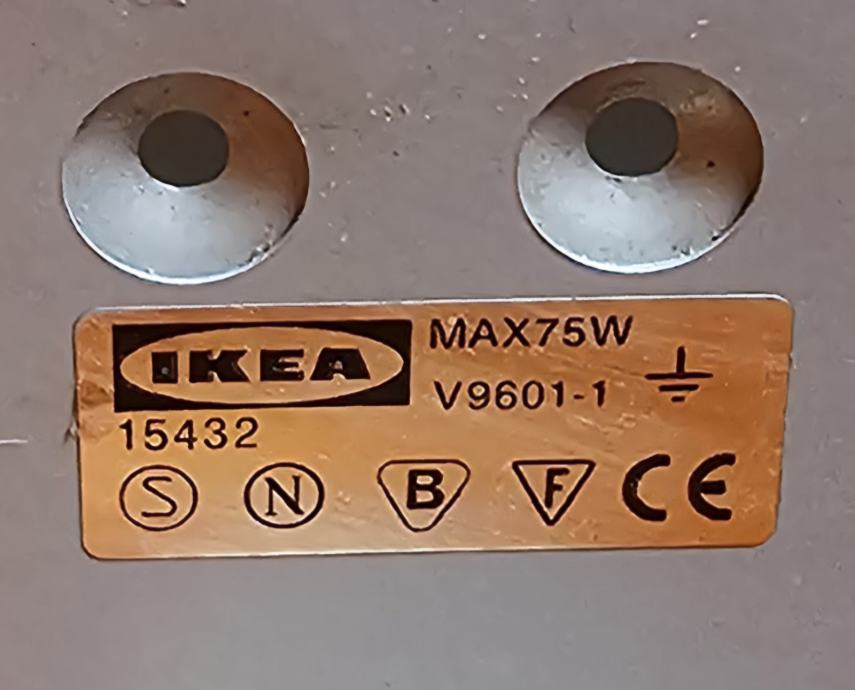 IKEA
MAX75W
V9601-1
15432
S N B F CE